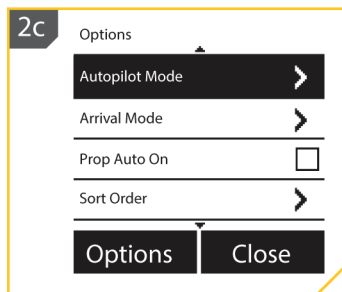 2c
Options
Autopilot Mode
Arrival Mode
Prop Auto On
Sort Order
Options Close